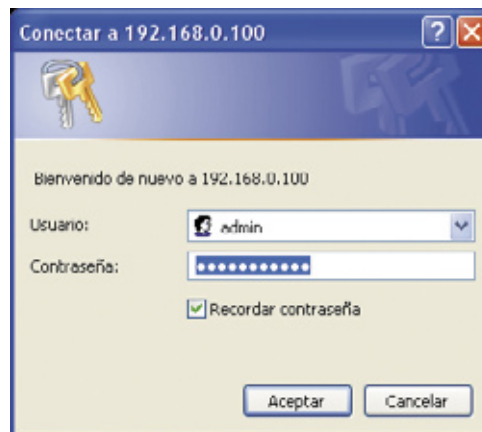 Conectar a 192.168.0.100
Bienvenido de nuevo a 192.168.0.100
Usuario: admin
Contraseña: ●●●●●●●●●●●
Recordar contraseña
Aceptar Cancelar